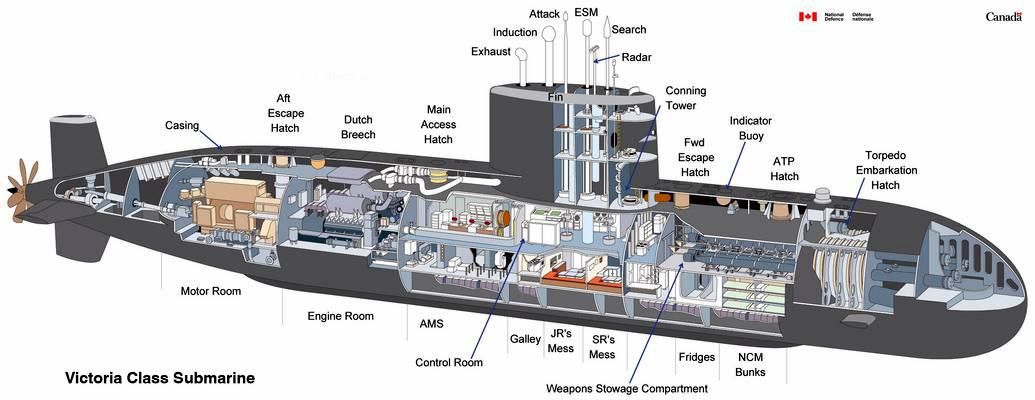 Attack
ESM
Induction
Search
Exhaust
Radar
National
Defence
Défense
nationale
Canada
Fin
Conning
Tower
Casing
Aft
Escape
Hatch
Dutch
Breech
Main
Access
Hatch
Fwd
Escape
Hatch
Indicator
Buoy
ATP
Hatch
Torpedo
Embarkation
Hatch
Motor Room
Engine Room
AMS
Control Room
Galley
JR's
Mess
SR's
Mess
Fridges
NCM
Bunks
Weapons Stowage Compartment
Victoria Class Submarine